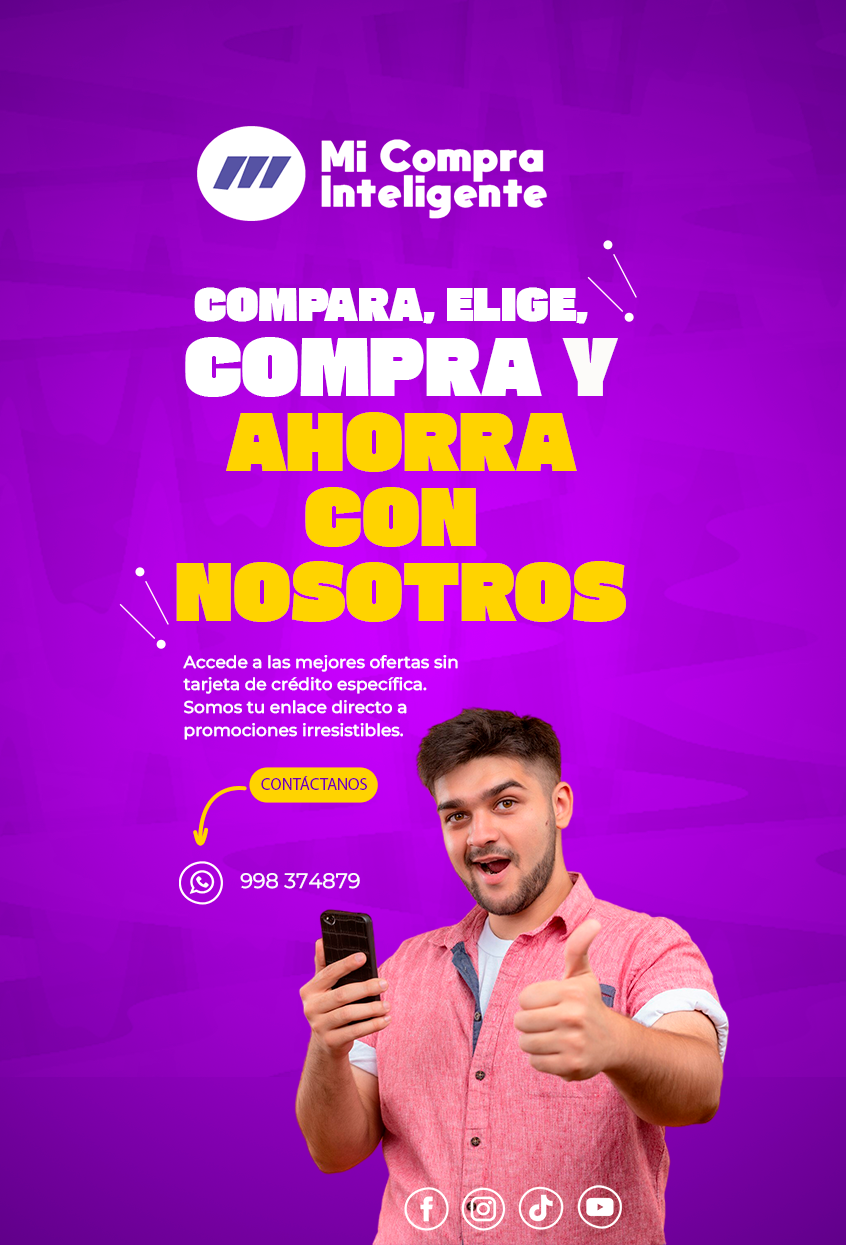 Mi Compra
Inteligente
COMPARA, ELIGE,
COMPRA Y
AHORRA
CON
NOSOTROS
Accede a las mejores ofertas sin
tarjeta de crédito específica.
Somos tu enlace directo a
promociones irresistibles.
CONTÁCTANOS
998 374879